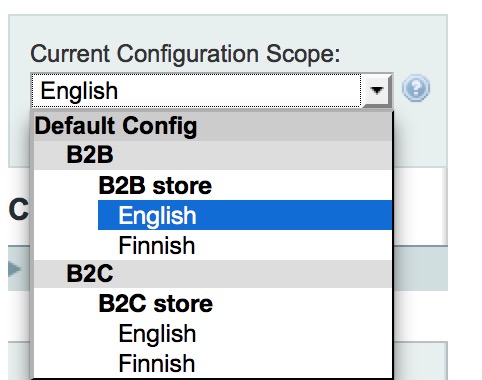 Current Configuration Scope:
English
?
Default Config
B2B
B2B store
English
Finnish
B2C
B2C store
English
Finnish
C